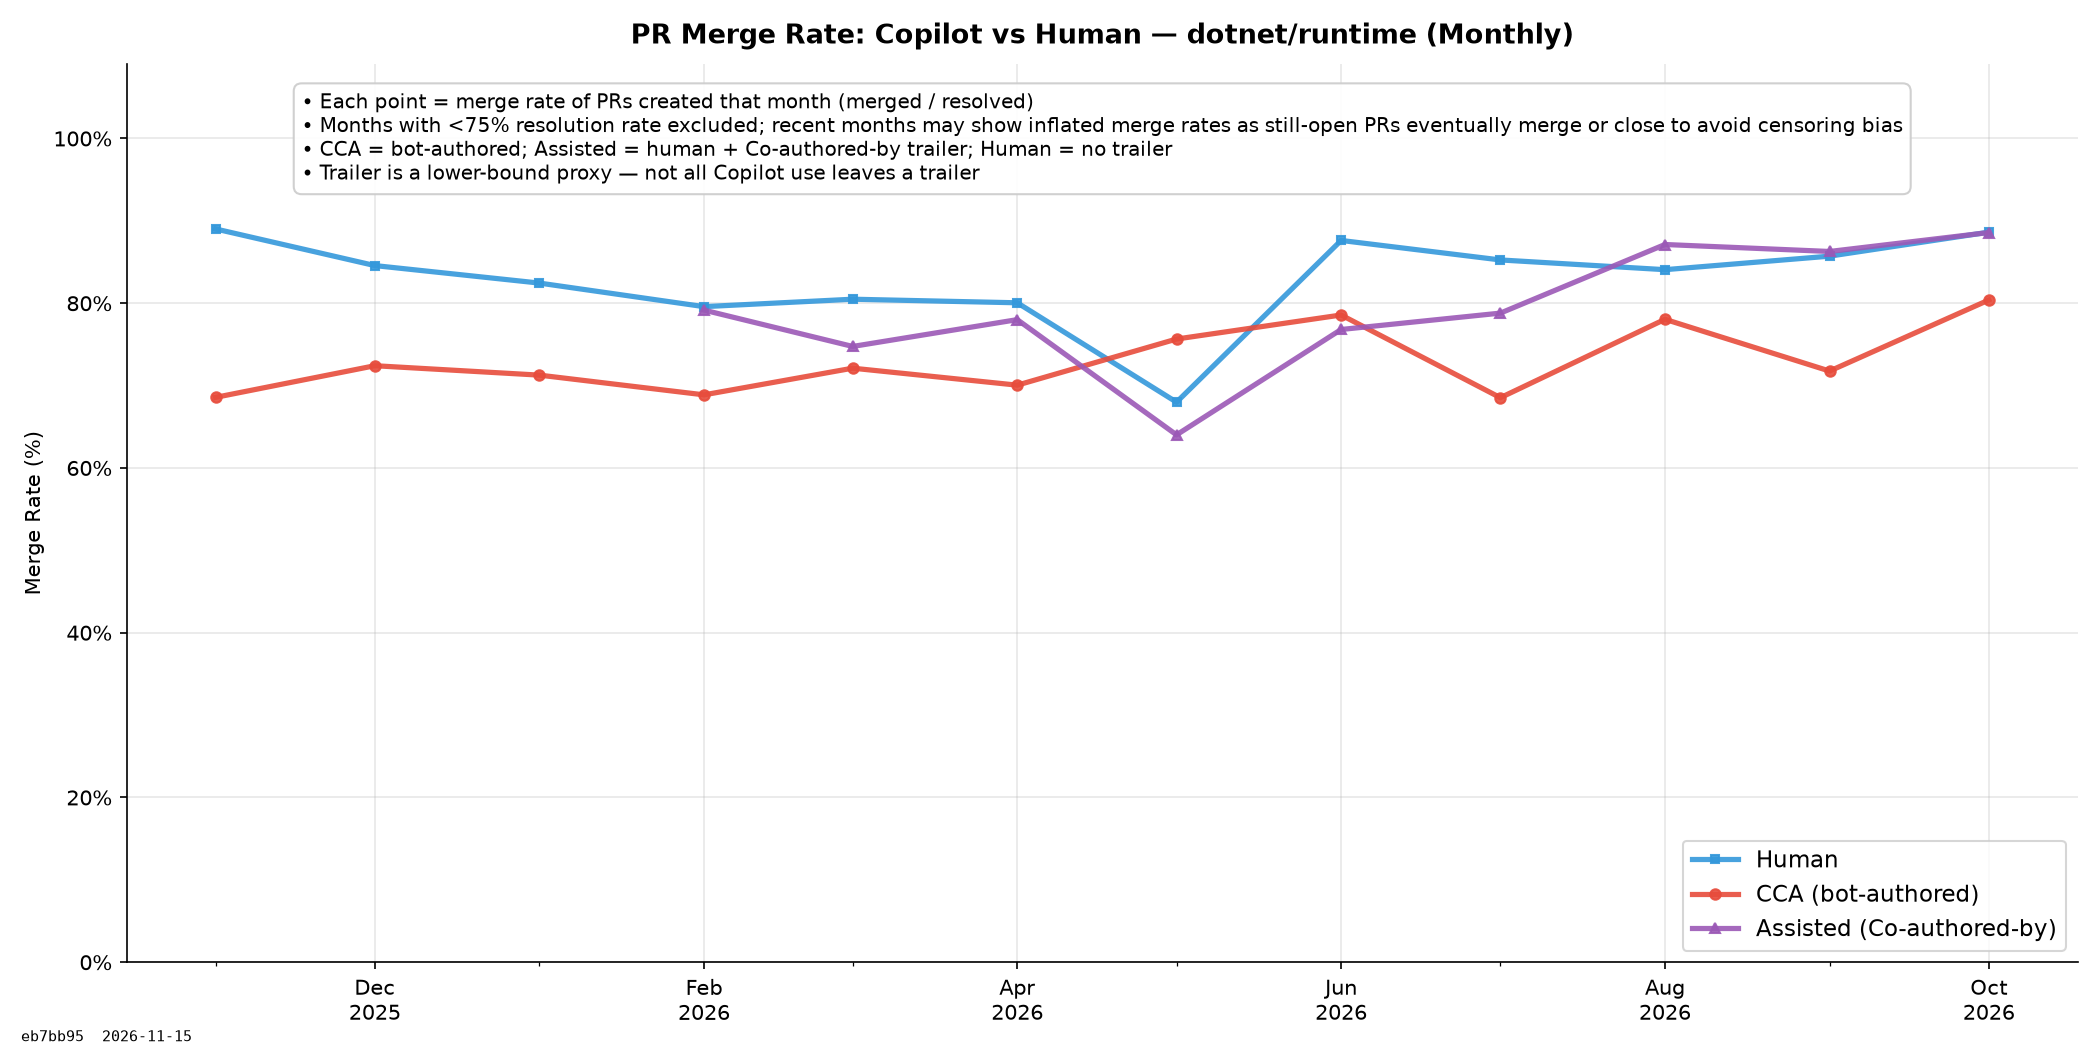 PR Merge Rate: Copilot vs Human — dotnet/runtime (Monthly)
• Each point = merge rate of PRs created that month (merged / resolved)
• Months with <75% resolution rate excluded; recent months may show inflated merge rates as still-open PRs eventually merge or close to avoid censoring bias
• CCA = bot-authored; Assisted = human + Co-authored-by trailer; Human = no trailer
• Trailer is a lower-bound proxy — not all Copilot use leaves a trailer
Merge Rate (%)
100%
80%
60%
40%
20%
0%
Human
CCA (bot-authored)
Assisted (Co-authored-by)
Dec
2025
Feb
2026
Apr
2026
Jun
2026
Aug
2026
Oct
2026
eb7bb95 2026-11-15